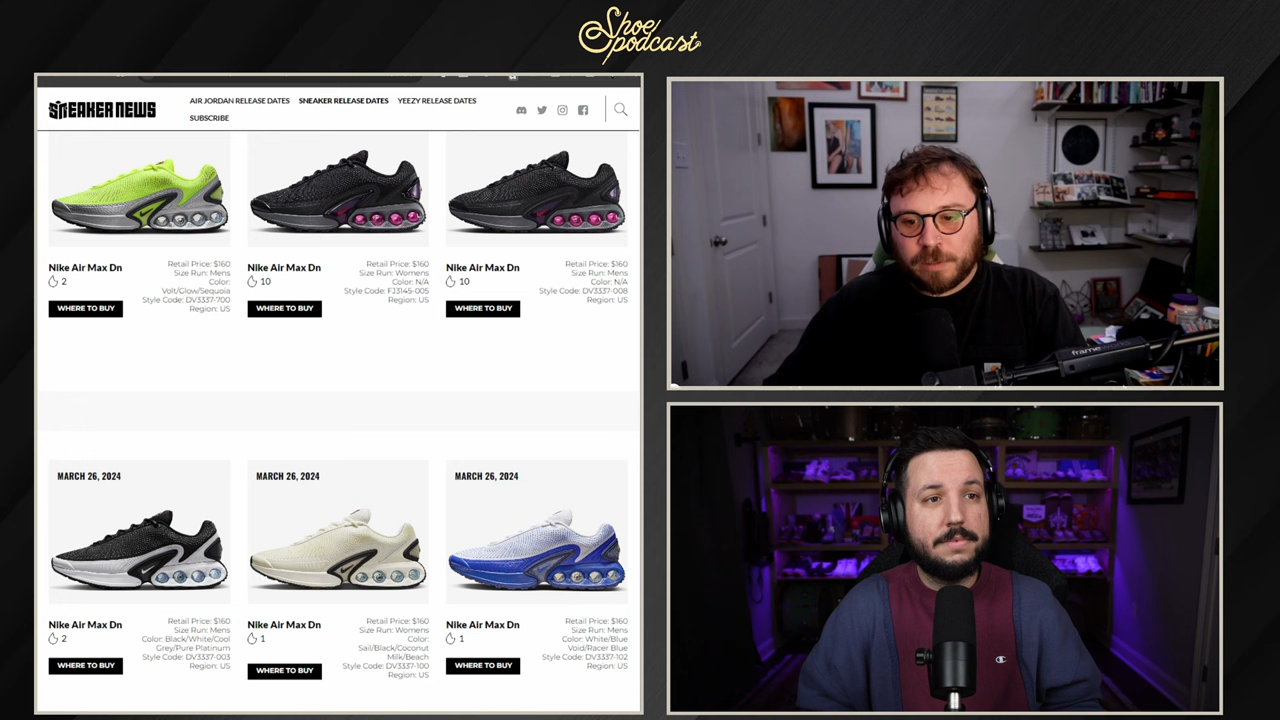 Shoe
podcast
SNEAKER NEWS
AIR JORDAN RELEASE DATES
SNEAKER RELEASE DATES
YEEZY RELEASE DATES
SUBSCRIBE
Nike Air Max Dn
2
Retail Price: $160
Size Run: Mens
Color:
Volt/Glow/Sequoia
Style Code: DV3337-700
Region: US
WHERE TO BUY
Nike Air Max Dn
10
Retail Price: $160
Size Run: Womens
Color: N/A
Style Code: FJ3145-005
Region: US
WHERE TO BUY
Nike Air Max Dn
10
Retail Price: $160
Size Run: Mens
Color: N/A
Style Code: DV3337-008
Region: US
WHERE TO BUY
MARCH 26, 2024
Nike Air Max Dn
2
Retail Price: $160
Size Run: Mens
Color: Black/White/Cool
Grey/Pure Platinum
Style Code: DV3337-003
Region: US
WHERE TO BUY
MARCH 26, 2024
Nike Air Max Dn
1
Retail Price: $160
Size Run: Womens
Color:
Sail/Black/Coconut
Milk/Beach
Style Code: DV3337-100
Region: US
WHERE TO BUY
MARCH 26, 2024
Nike Air Max Dn
1
Retail Price: $160
Size Run: Mens
Color: White/Blue
Void/Racer Blue
Style Code: DV3337-102
Region: US
WHERE TO BUY